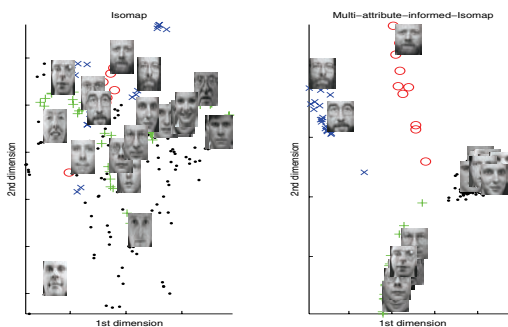 Isomap
2nd dimension
1st dimension
Multi-attribute-informed-Isomap
2nd dimension
1st dimension